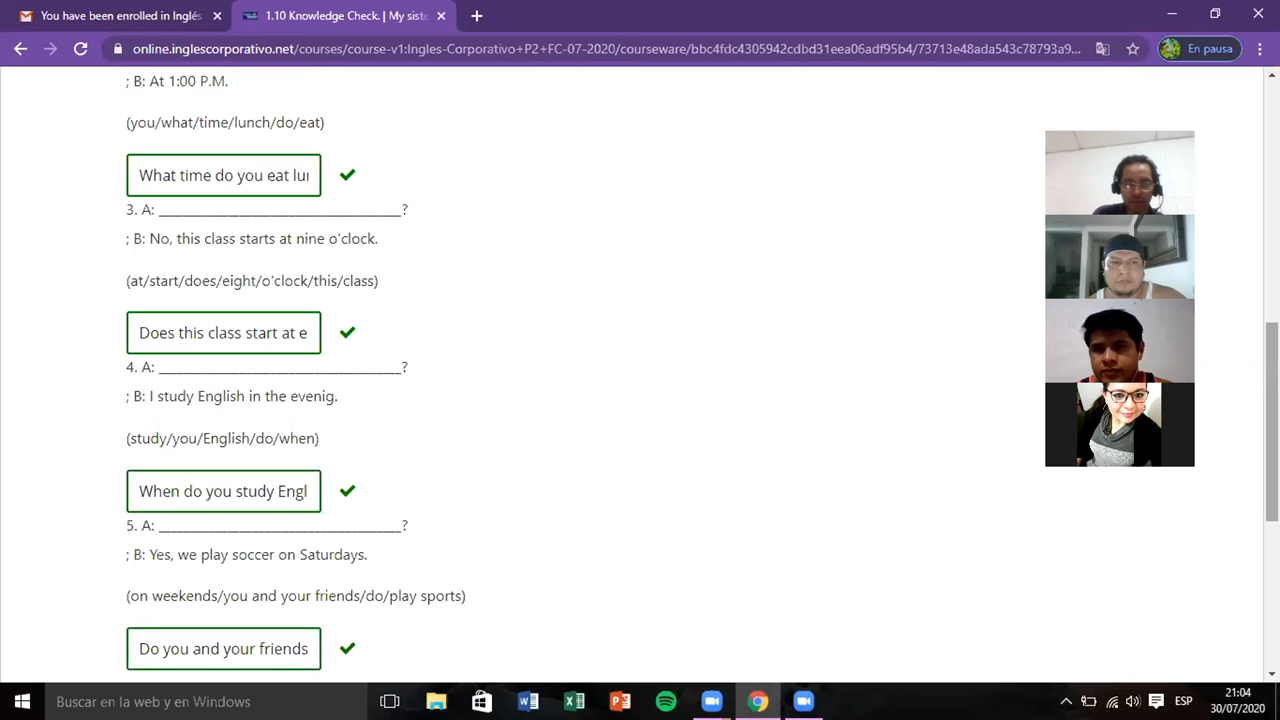 You have been enrolled in Inglés
1.10 Knowledge Check. | My siste
online.inglescorporativo.net/courses/course-v1:Ingles-Corporativo+P2+FC-07-2020/courseware/bbc4fdc4305942cdbd31eea06adf95b4/73713e48ada543c78793a9...
En pausa
; B: At 1:00 P.M.
(you/what/time/lunch/do/eat)
What time do you eat lu
3. A: ___________________________________?
; B: No, this class starts at nine o'clock.
(at/start/does/eight/o'clock/this/class)
Does this class start at e
4. A: ___________________________________?
; B: I study English in the evenig.
(study/you/English/do/when)
When do you study Engl
5. A: ___________________________________?
; B: Yes, we play soccer on Saturdays.
(on weekends/you and your friends/do/play sports)
Do you and your friends
Buscar en la web y en Windows
ESP
21:04
30/07/2020